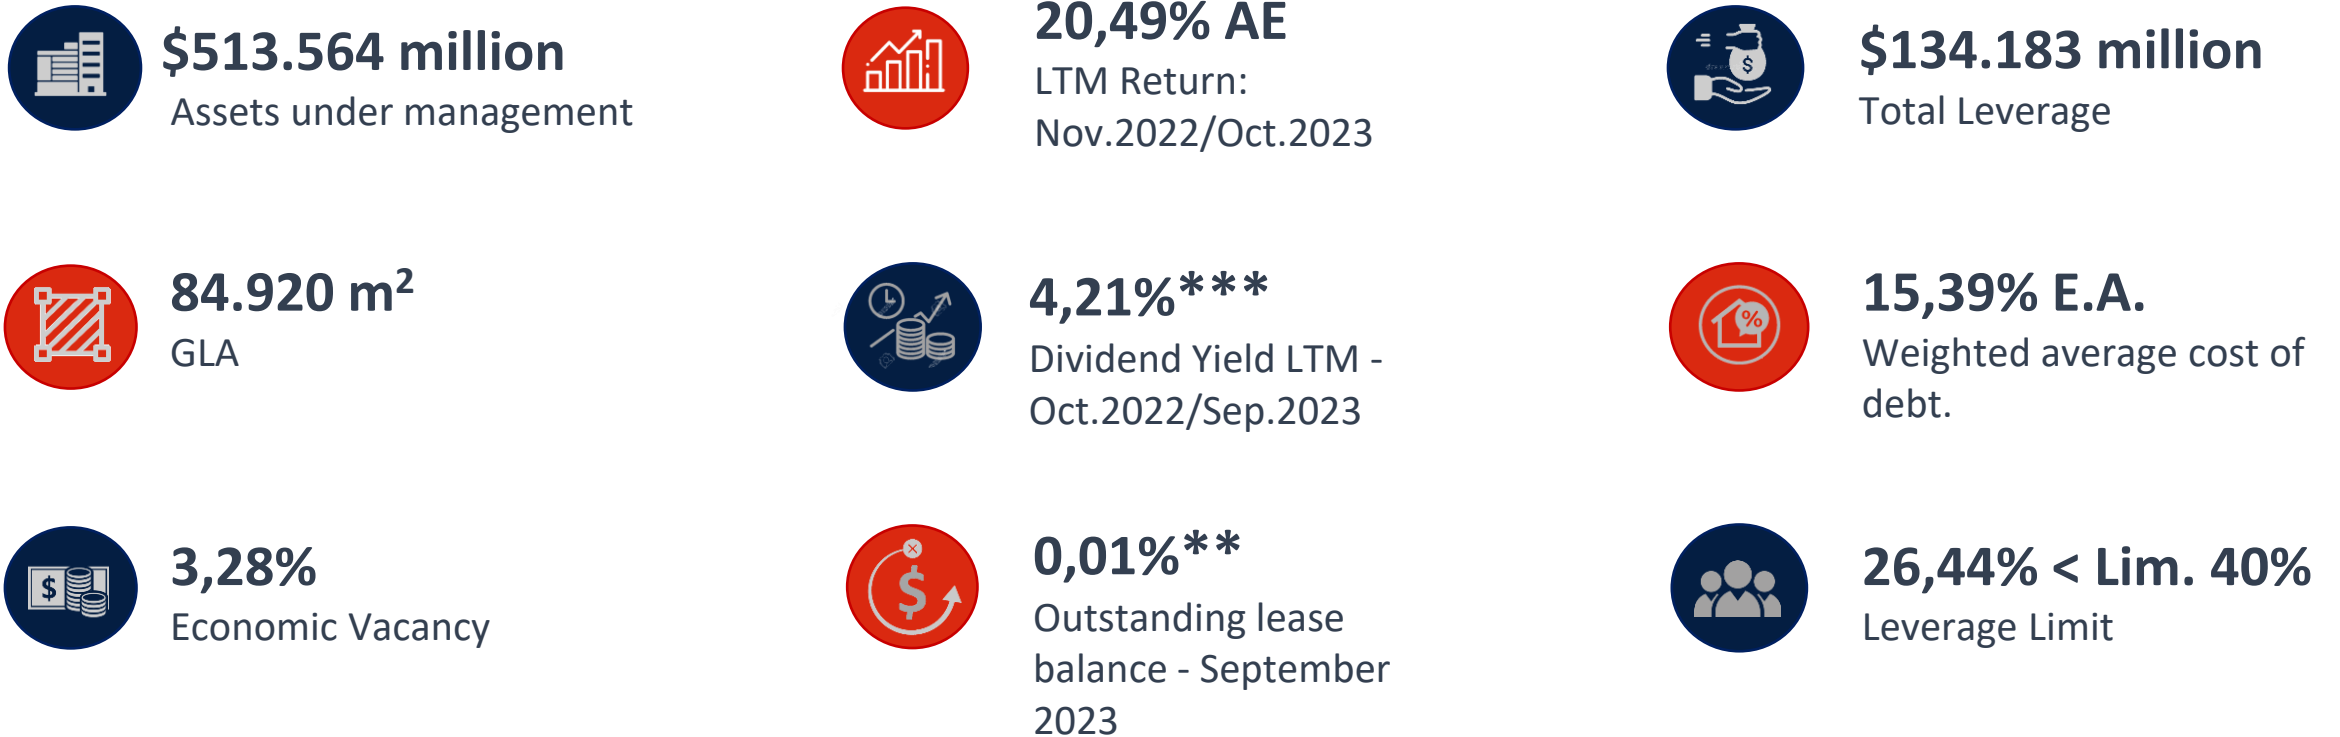 $513.564 million
Assets under management
20,49% AE
LTM Return:
Nov.2022/Oct.2023
$134.183 million
Total Leverage
84.920 m²
GLA
4,21%***
Dividend Yield LTM -
Oct.2022/Sep.2023
15,39% E.A.
Weighted average cost of
debt.
3,28%
Economic Vacancy
0,01%**
Outstanding lease
balance - September
2023
26,44% < Lim. 40%
Leverage Limit